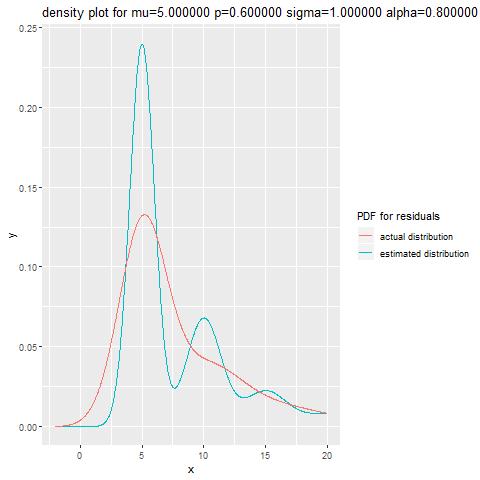 density plot for mu=5.000000 p=0.600000 sigma=1.000000 alpha=0.800000
0.25
0.20
0.15
0.10
0.05
0.00
y
0 5 10 15 20
x
PDF for residuals
actual distribution
estimated distribution